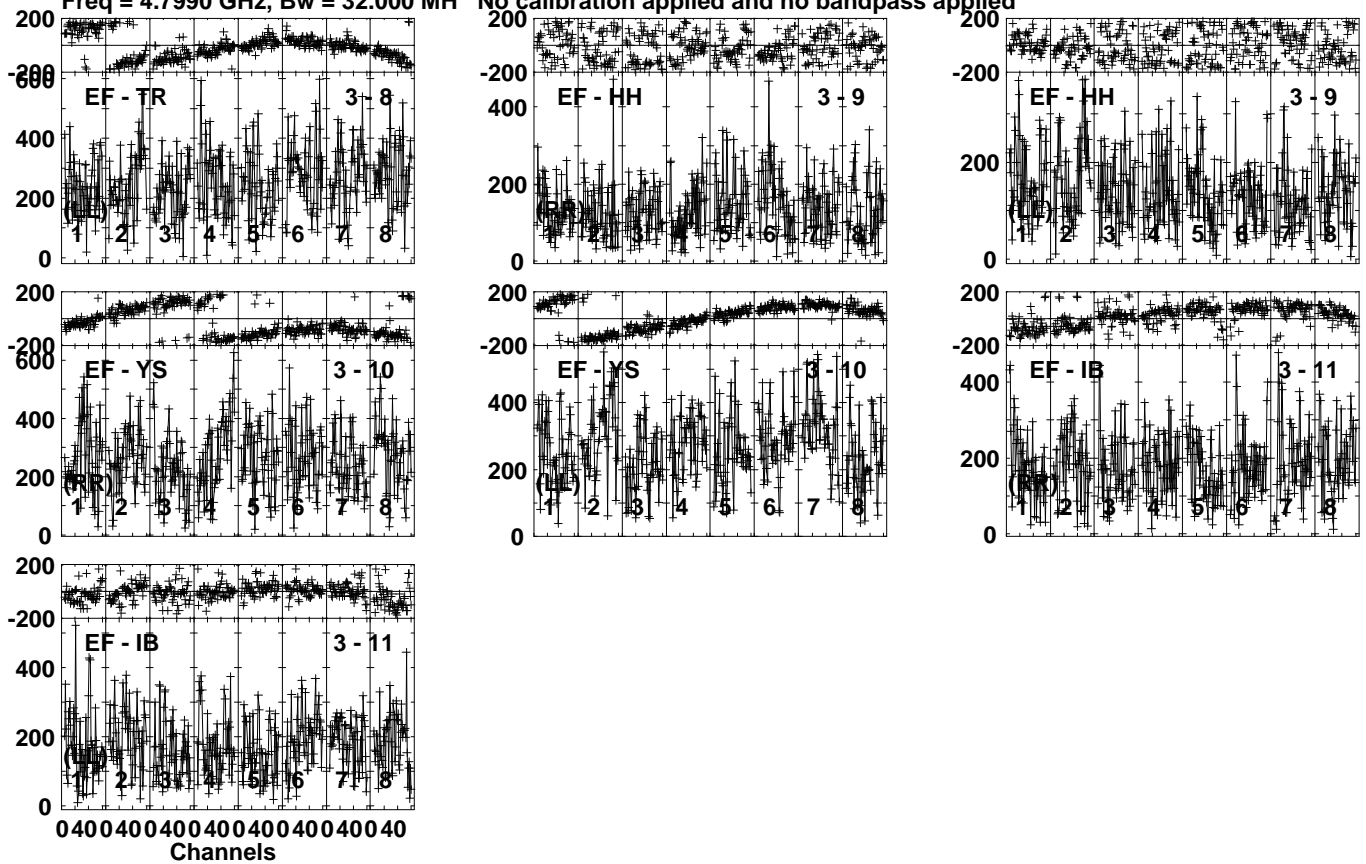 Freq = 4.7990 GHz, Bw = 32.000 MH No calibration applied and no bandpass applied
200 200 200
-200 -200 -200
600
EF - TR 3 - 8 EF - HH 3 - 9 EF - HH 3 - 9
400 400
200 200 200
(LL) (RR) (LL)
1 2 3 4 5 6 7 8 1 2 3 4 5 6 7 8 1 2 3 4 5 6 7 8
0 0 0
200 200 200
-200 -200 -200
600
EF - YS 3 - 10 EF - YS 3 - 10 EF - IB 3 - 11
400 400 400
200 200 200
(RR) (LL) (RR)
1 2 3 4 5 6 7 8 1 2 3 4 5 6 7 8 1 2 3 4 5 6 7 8
0 0 0
200
-200
EF - IB 3 - 11
400
200
(LL)
1 2 3 4 5 6 7 8
0
0 40 0 40 0 40 0 40 0 40 0 40 0 40 0 40
Channels